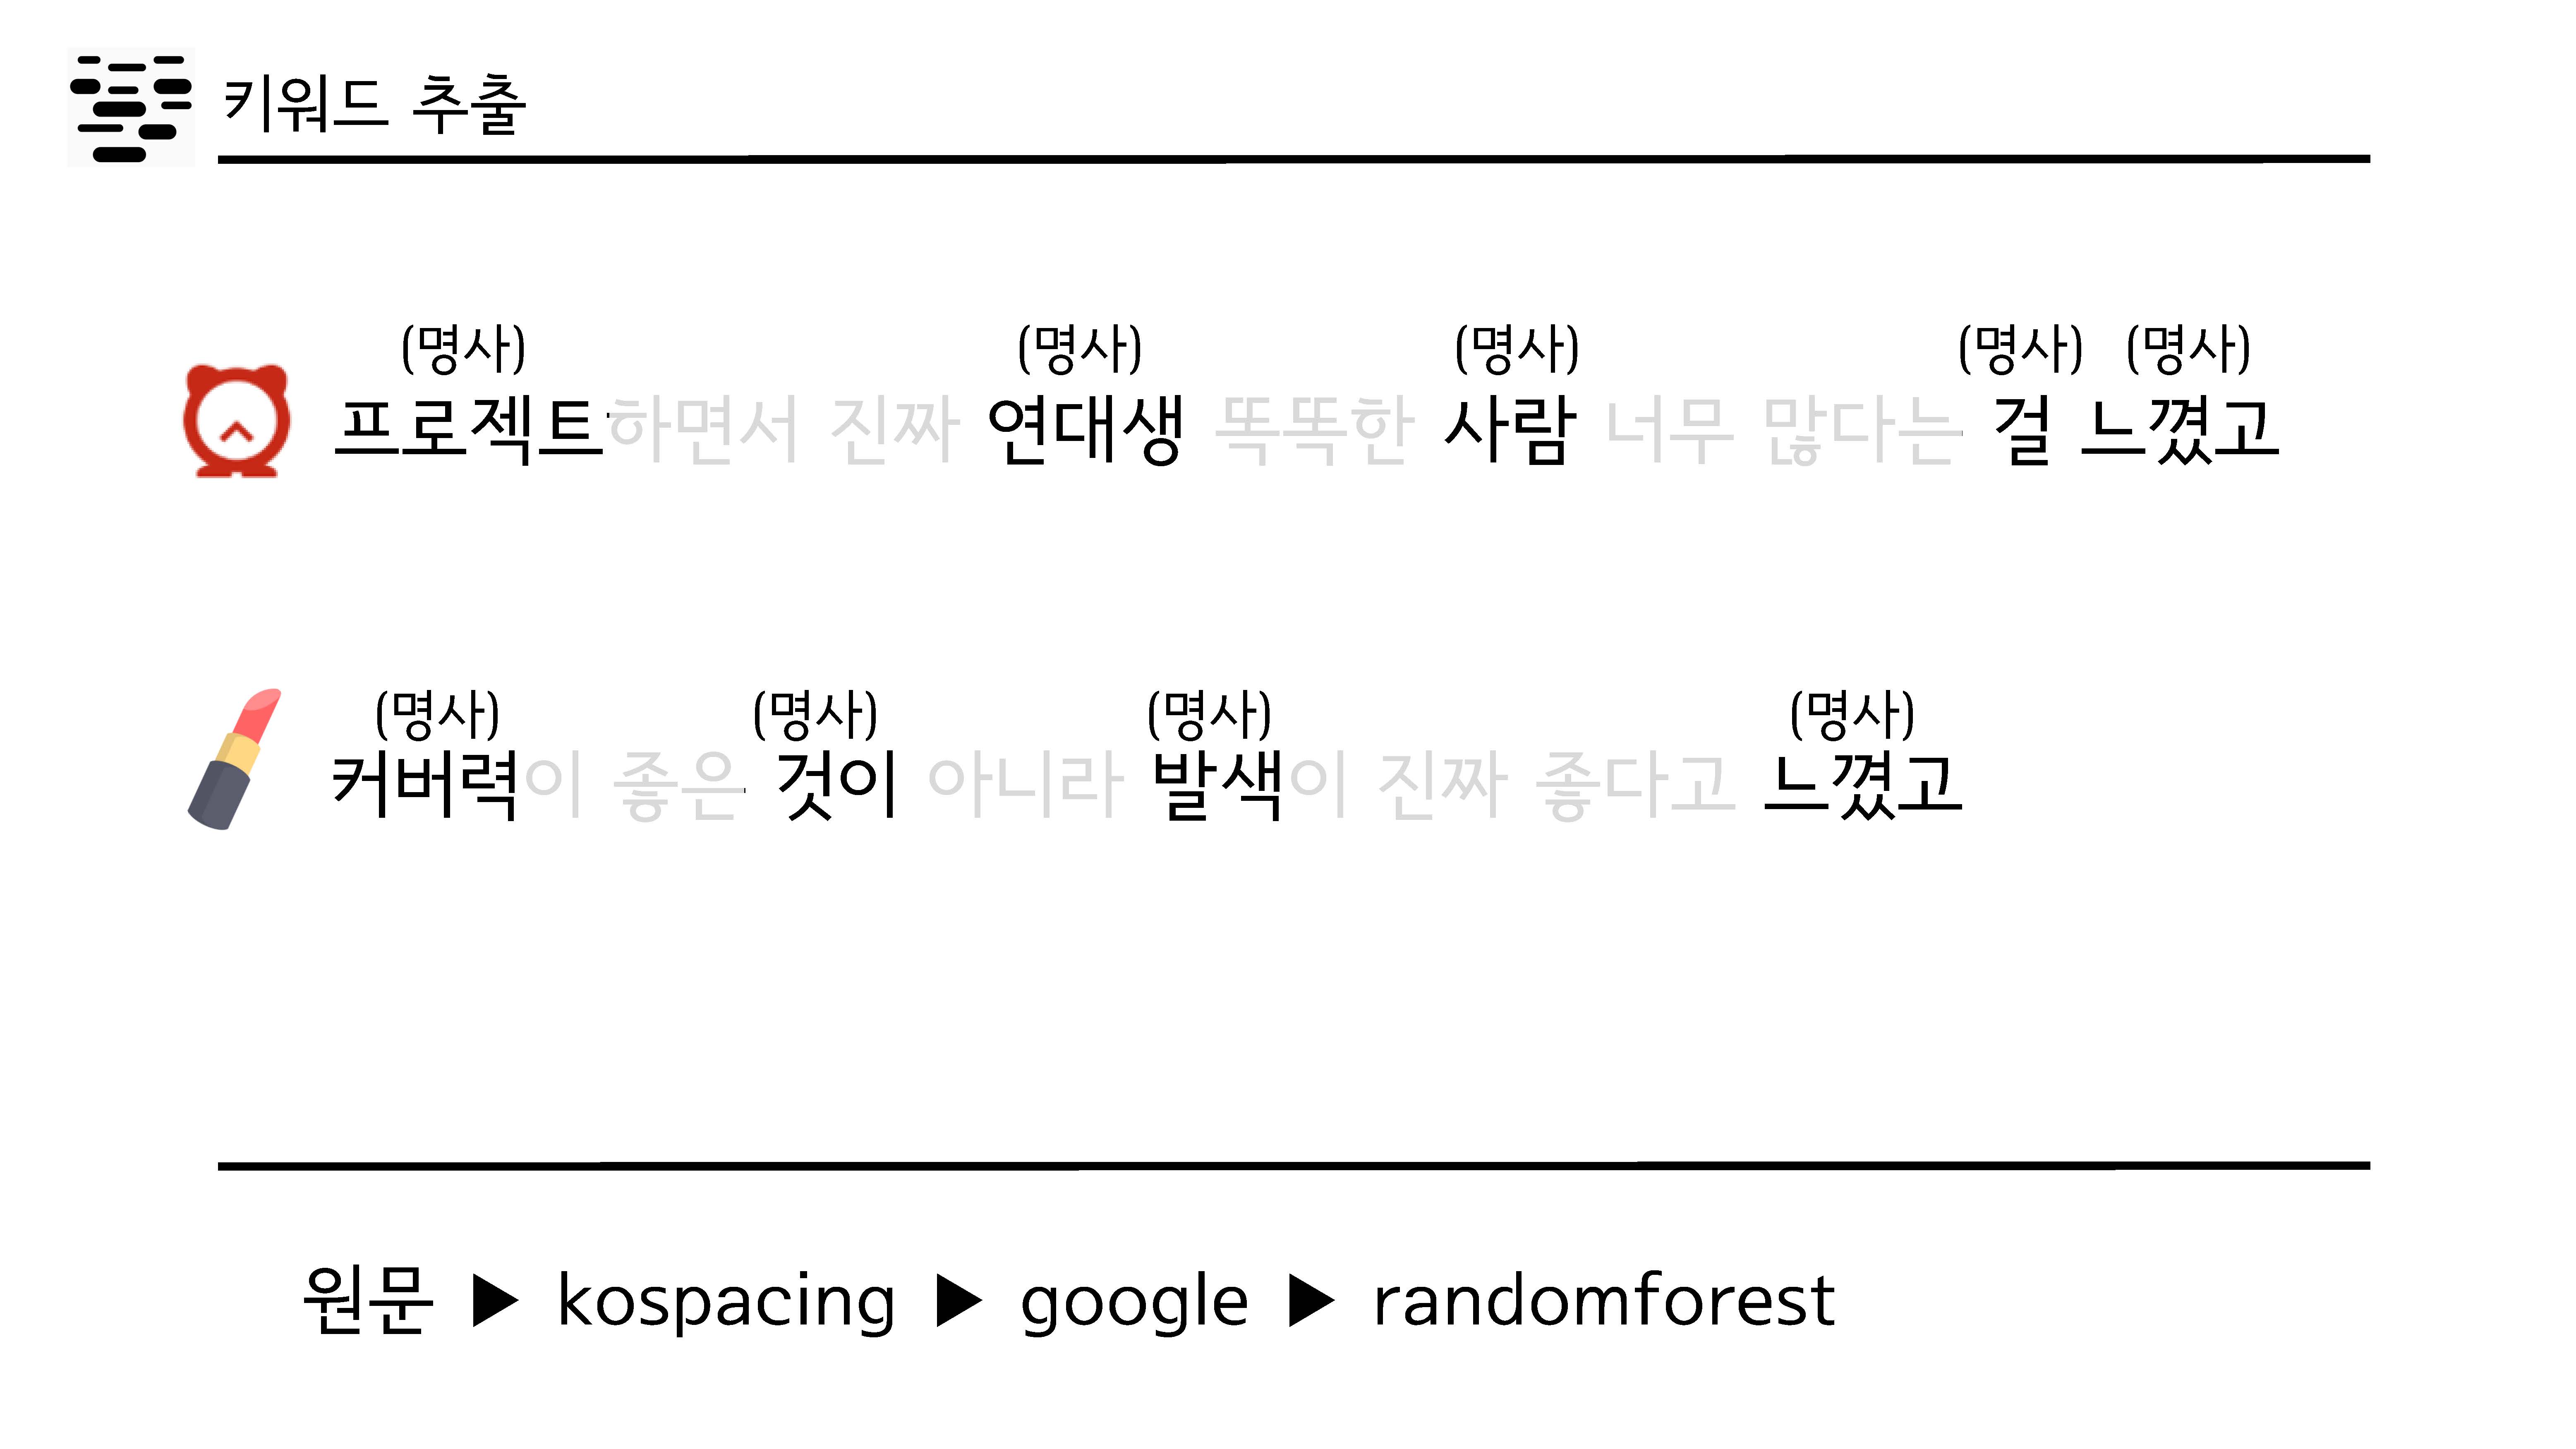 키워드 추출
(명사) (명사) (명사) (명사) (명사)
프로젝트하면서 진짜 연대생 똑똑한 사람 너무 많다는 걸 느꼈고
(명사) (명사) (명사) (명사)
커버력이 좋은 것이 아니라 발색이 진짜 좋다고 느꼈고
원문 ▶ kospacing ▶ google ▶ randomforest